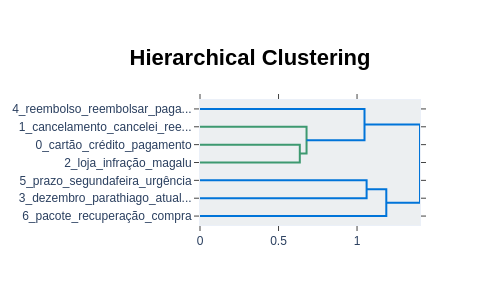 Hierarchical Clustering
4_reembolso_reembolsar_paga...
1_cancelamento_cancelei_ree...
0_cartão_crédito_pagamento
2_loja_infração_magalu
5_prazo_segundafeira_urgência
3_dezembro_parathiago_atual...
6_pacote_recuperação_compra
0 0.5 1